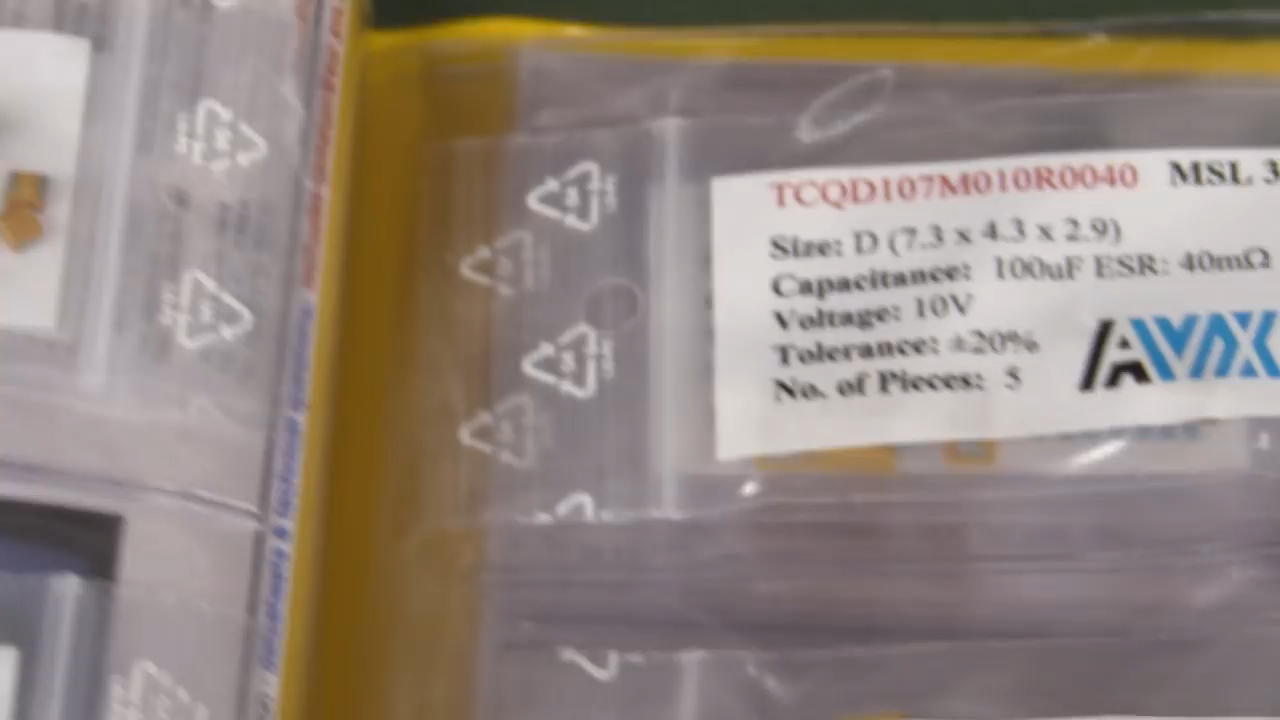 TCQD107M010R0040 MSL 3
Size: D (7.3 x 4.3 x 2.9)
Capacitance: 100uF ESR: 40mΩ
Voltage: 10V
Tolerance: ±20%
No. of Pieces: 5
AVX